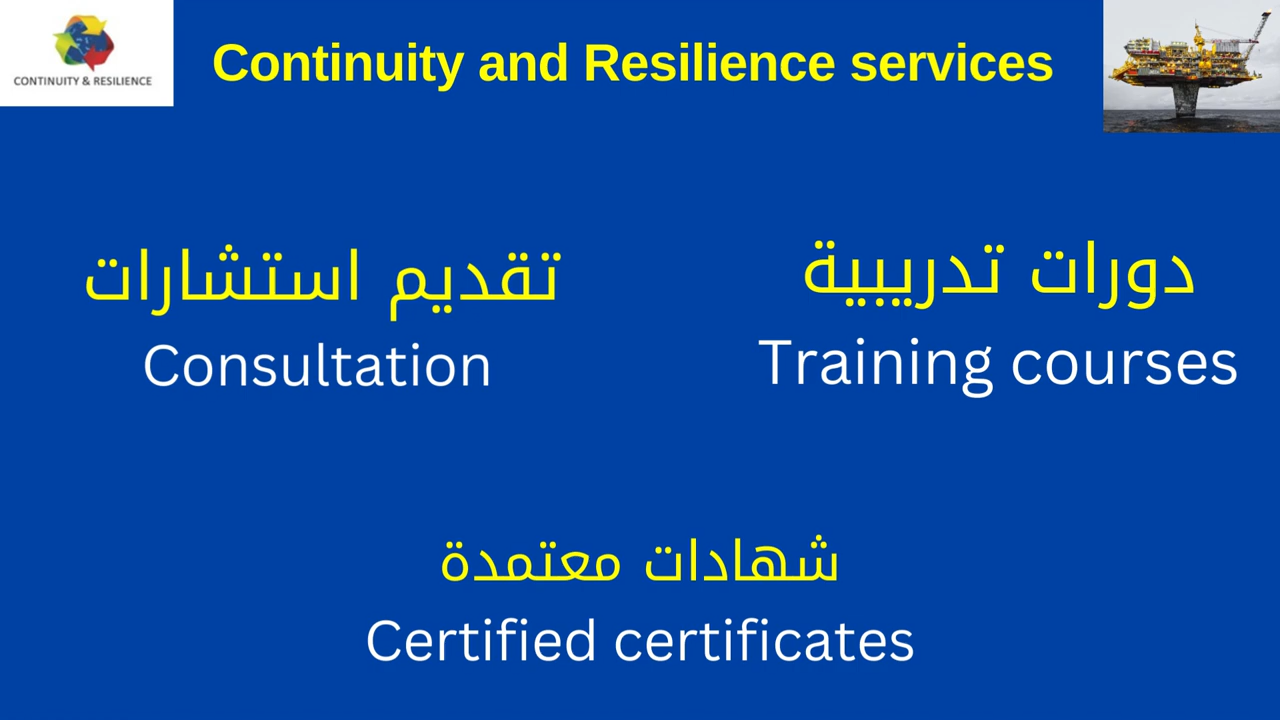 CONTINUITY & RESILIENCE
Continuity and Resilience services
تقديم استشارات
Consultation
دورات تدريبية
Training courses
شهادات معتمدة
Certified certificates